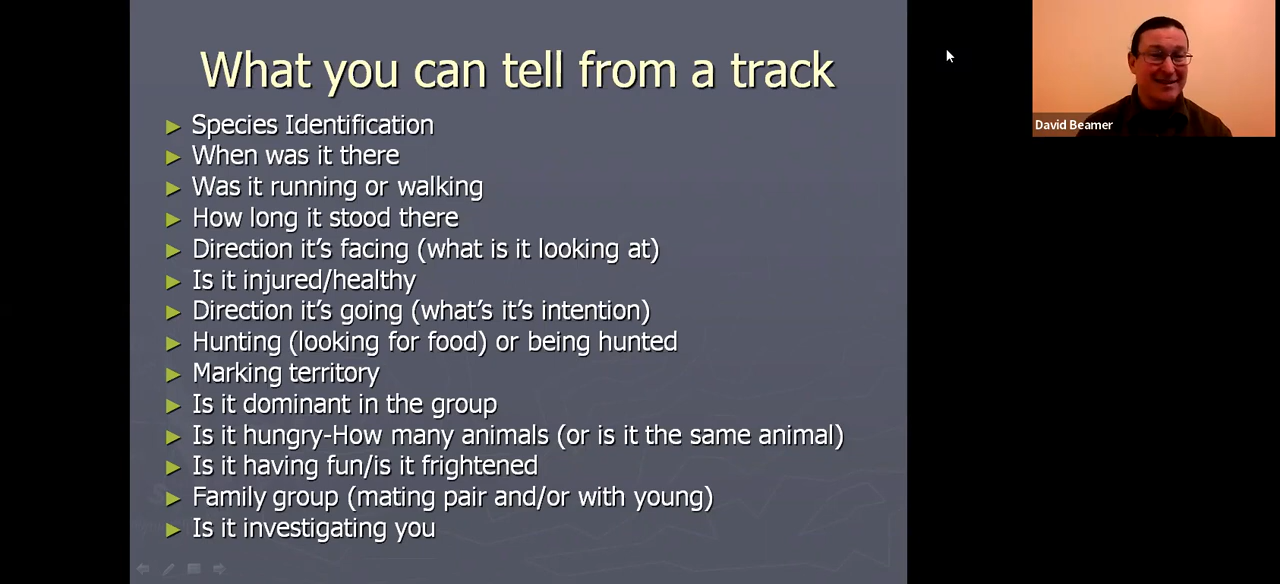 What you can tell from a track
Species Identification
When was it there
Was it running or walking
How long it stood there
Direction it’s facing (what is it looking at)
Is it injured/healthy
Direction it’s going (what’s it’s intention)
Hunting (looking for food) or being hunted
Marking territory
Is it dominant in the group
Is it hungry-How many animals (or is it the same animal)
Is it having fun/is it frightened
Family group (mating pair and/or with young)
Is it investigating you
David Beamer